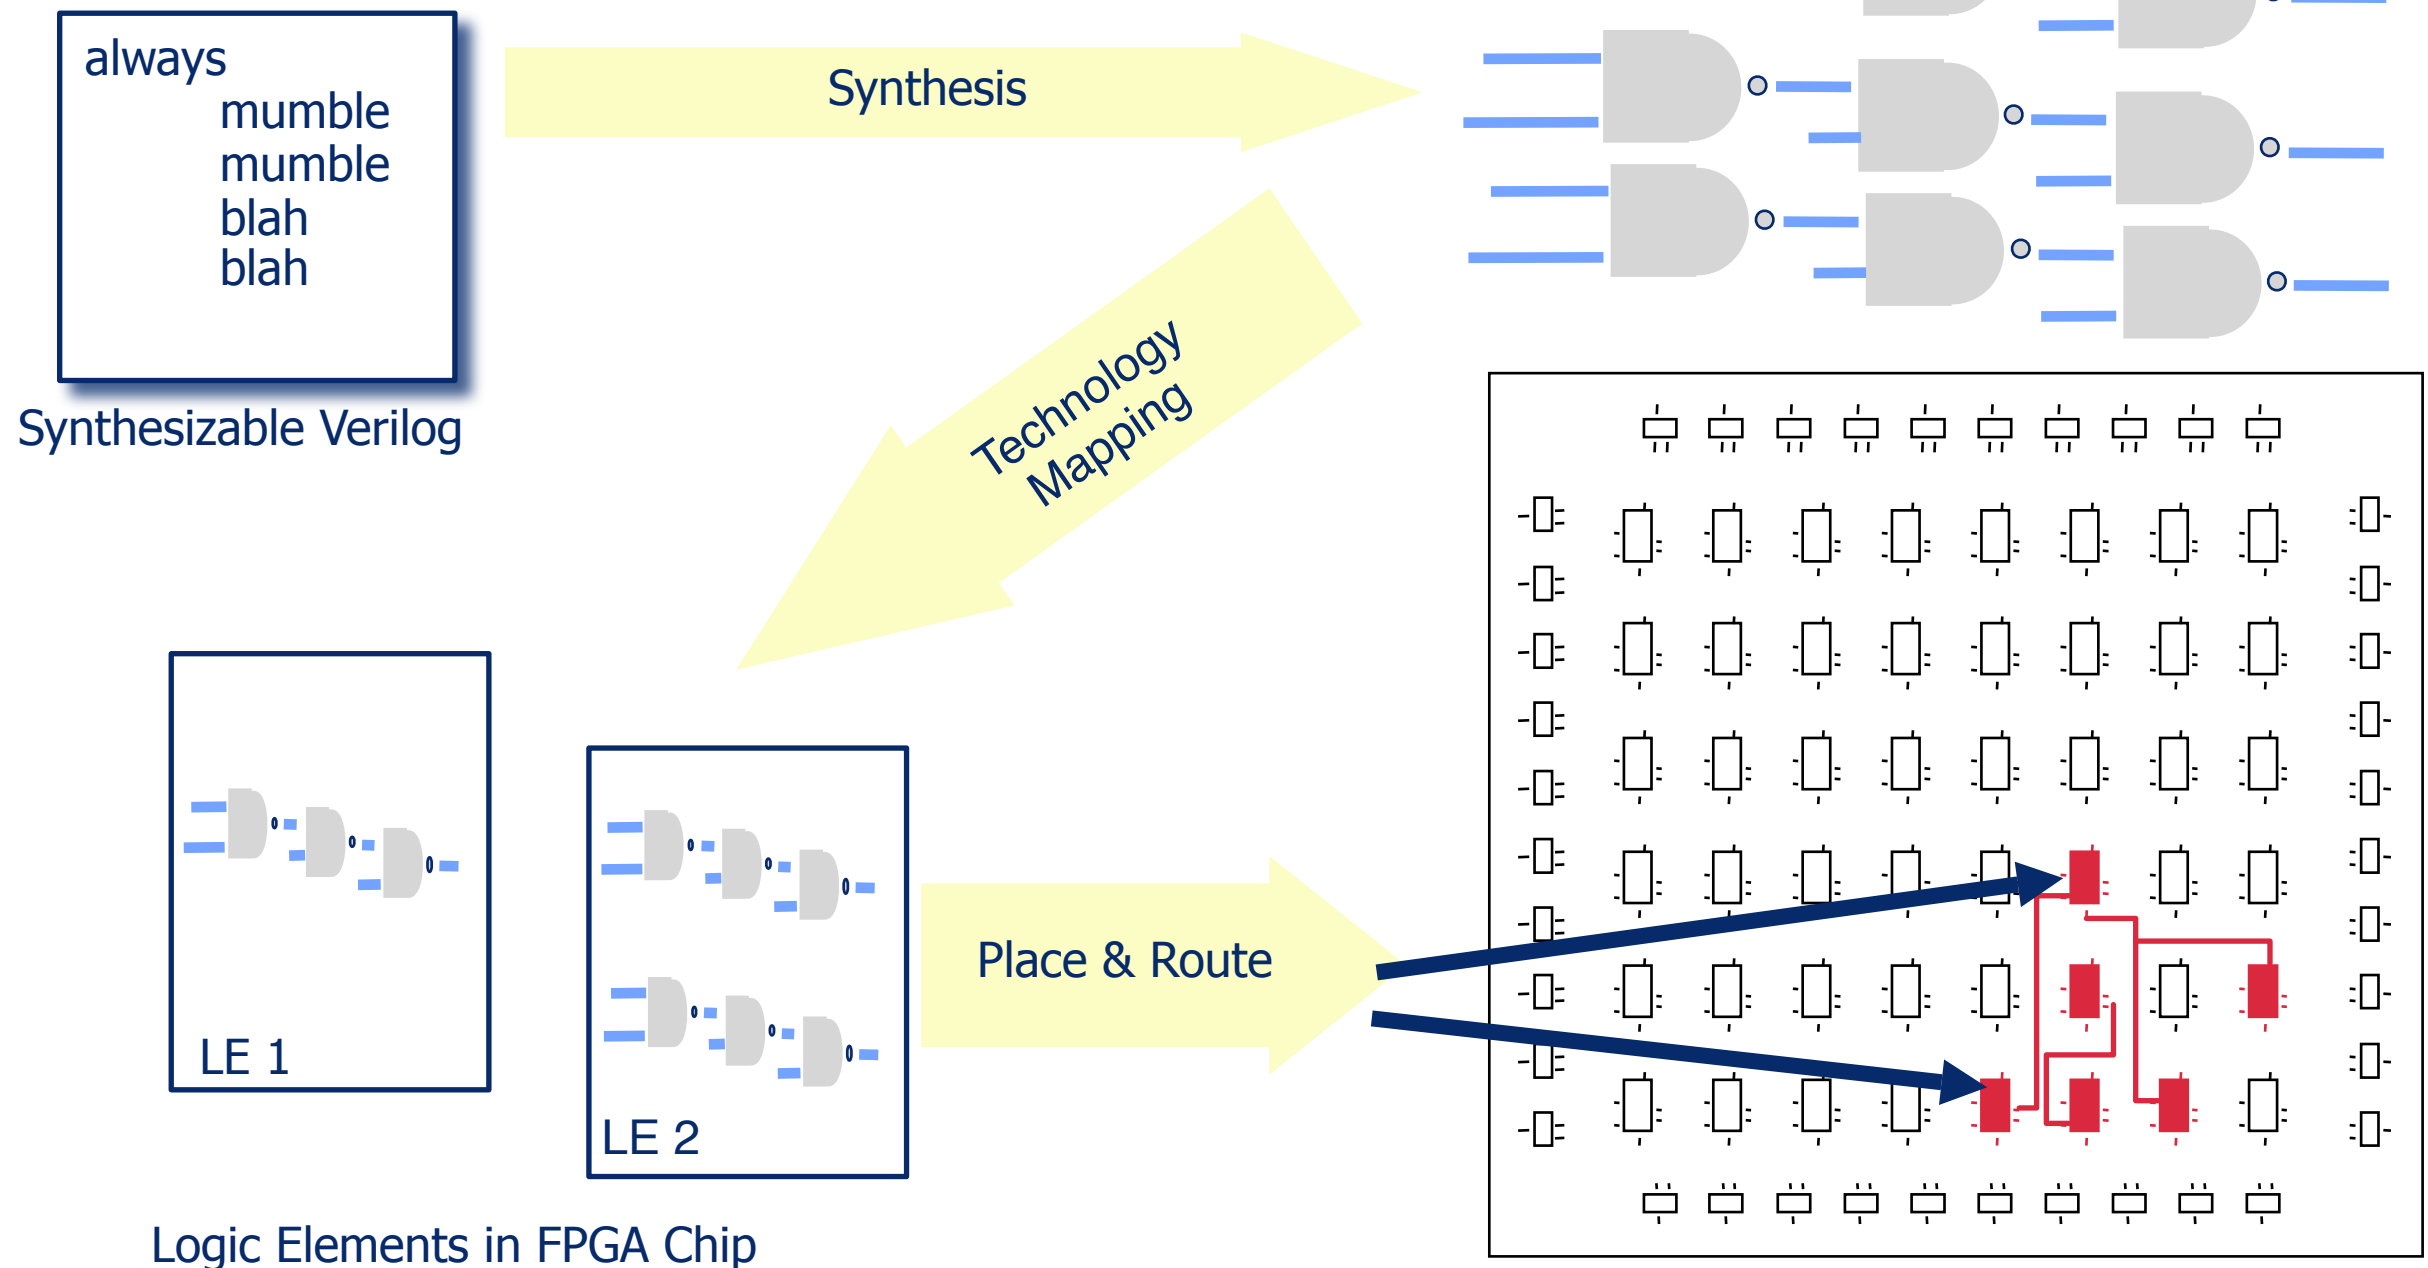 always
mumble
mumble
blah
blah
Synthesizable Verilog
Synthesis
Technology
Mapping
LE 1
LE 2
Place & Route
Logic Elements in FPGA Chip